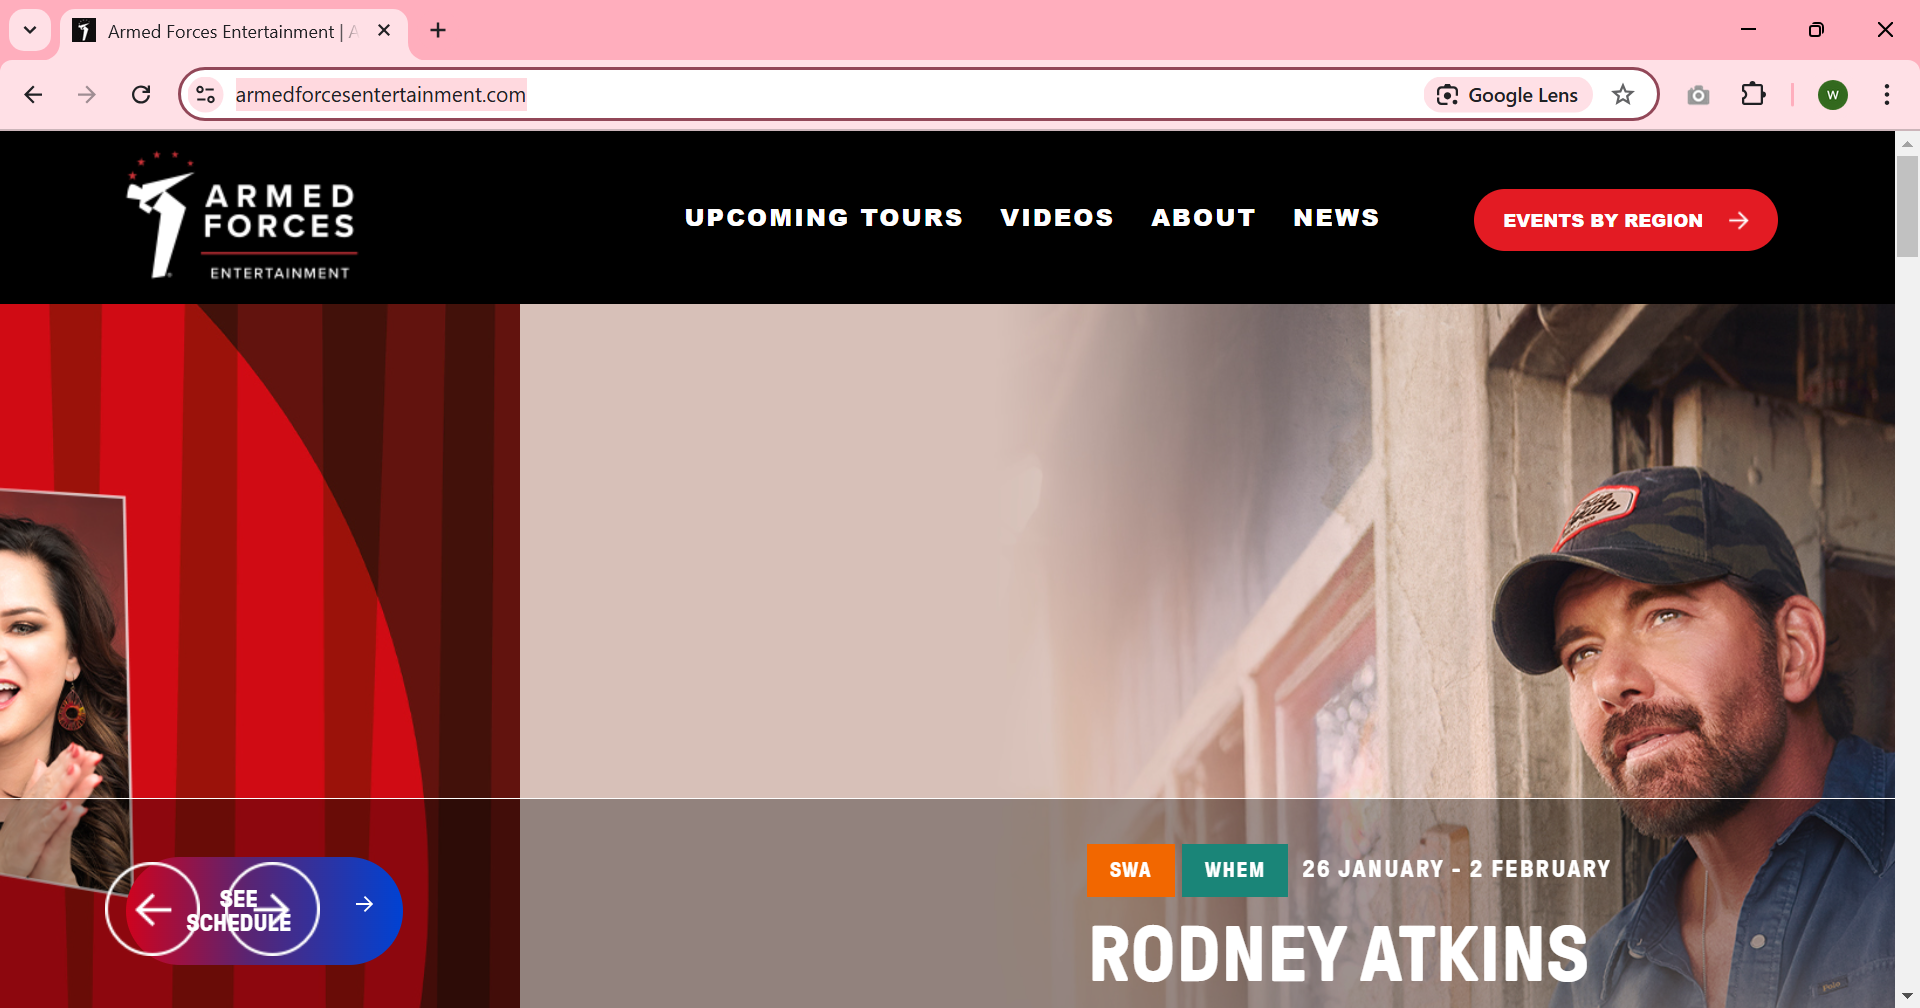 Armed Forces Entertainment | A
armedforcesentertainment.com
Google Lens
W
ARMED
FORCES
ENTERTAINMENT
UPCOMING TOURS
VIDEOS
ABOUT
NEWS
EVENTS BY REGION
SEE
SCHEDULE
SWA
WHEM
26 JANUARY - 2 FEBRUARY
RODNEY ATKINS